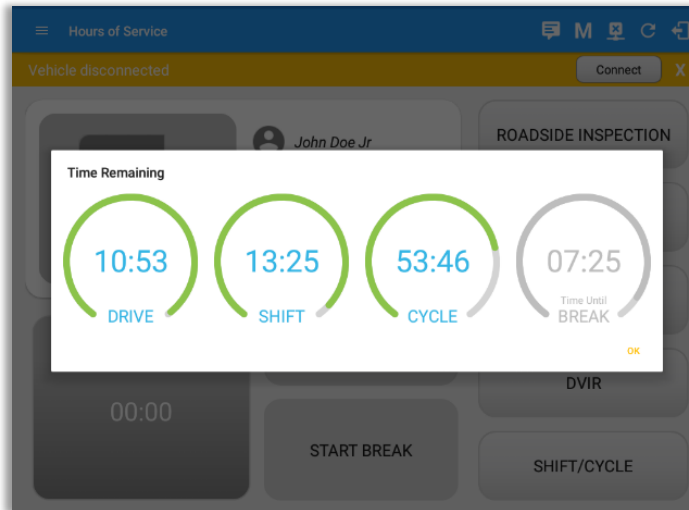 Hours of Service
M
Vehicle disconnected
Connect
X
John Doe Jr
ROADSIDE INSPECTION
Time Remaining
10:53
DRIVE
13:25
SHIFT
53:46
CYCLE
07:25
Time Until
BREAK
OK
00:00
START BREAK
DVIR
SHIFT/CYCLE